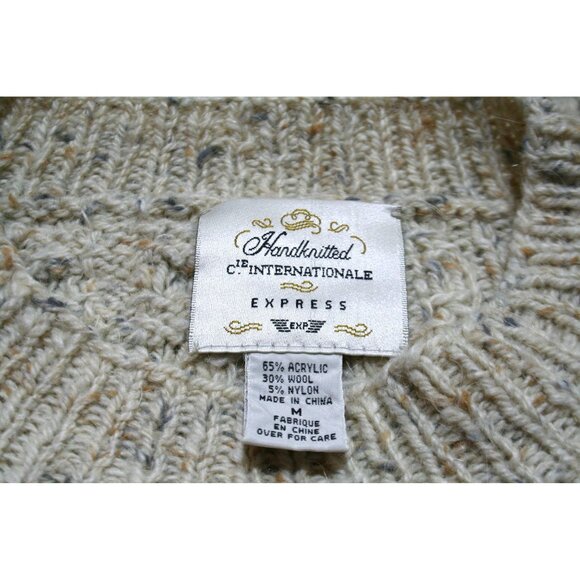 Handknitted
C.IE INTERNATIONALE
EXPRESS
EXP
65% ACRYLIC
30% WOOL
5% NYLON
MADE IN CHINA
M
FABRIQUE
EN CHINE
OVER FOR CARE